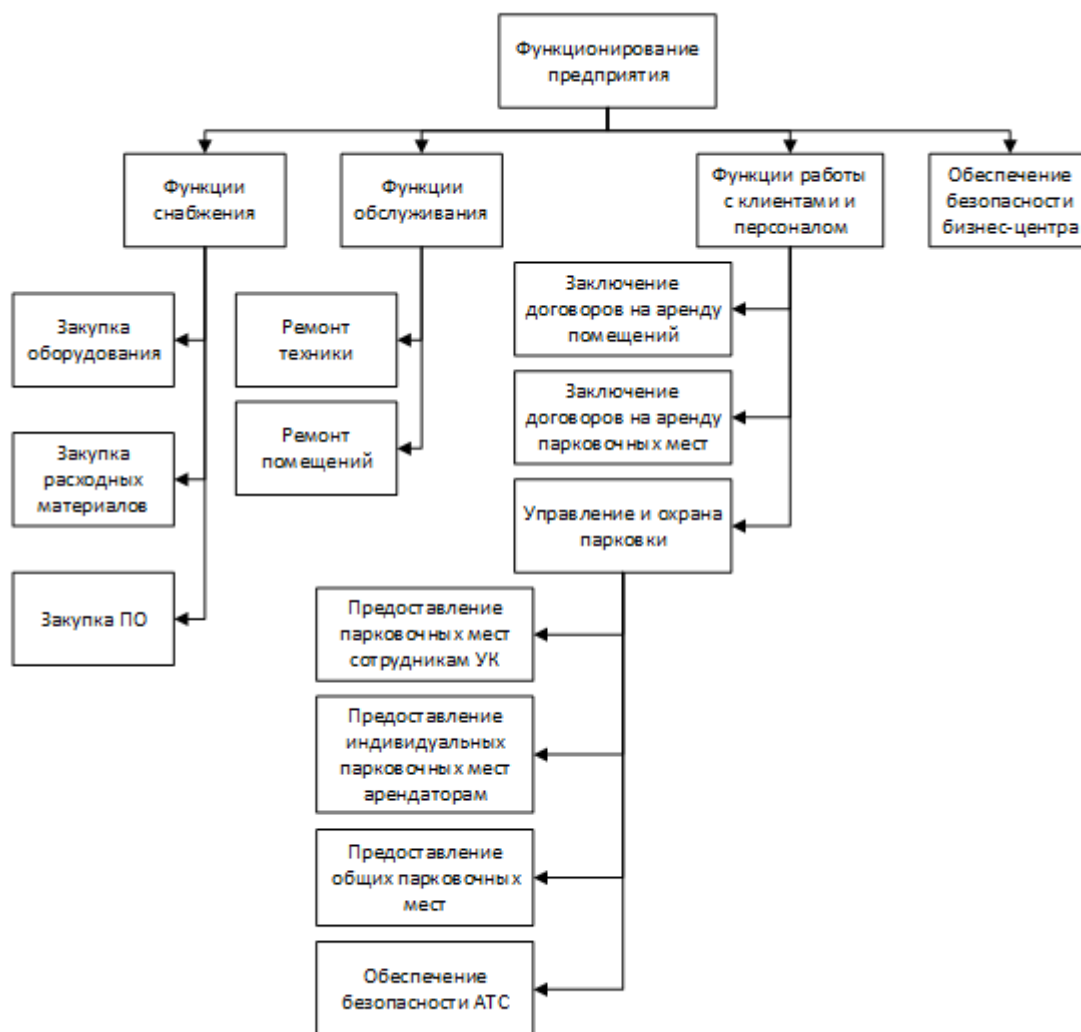 Функционирование
предприятия
Функции
снабжения
Функции
обслуживания
Функции работы
с клиентами и
персоналом
Обеспечение
безопасности
бизнес-центра
Закупка
оборудования
Закупка
расходных
материалов
Закупка ПО
Ремонт
техники
Ремонт
помещений
Заключение
договоров на аренду
помещений
Заключение
договоров на аренду
парковочных мест
Управление и охрана
парковки
Предоставление
парковочных мест
сотрудникам УК
Предоставление
индивидуальных
парковочных мест
арендаторам
Предоставление
общих парковочных
мест
Обеспечение
безопасности АТС